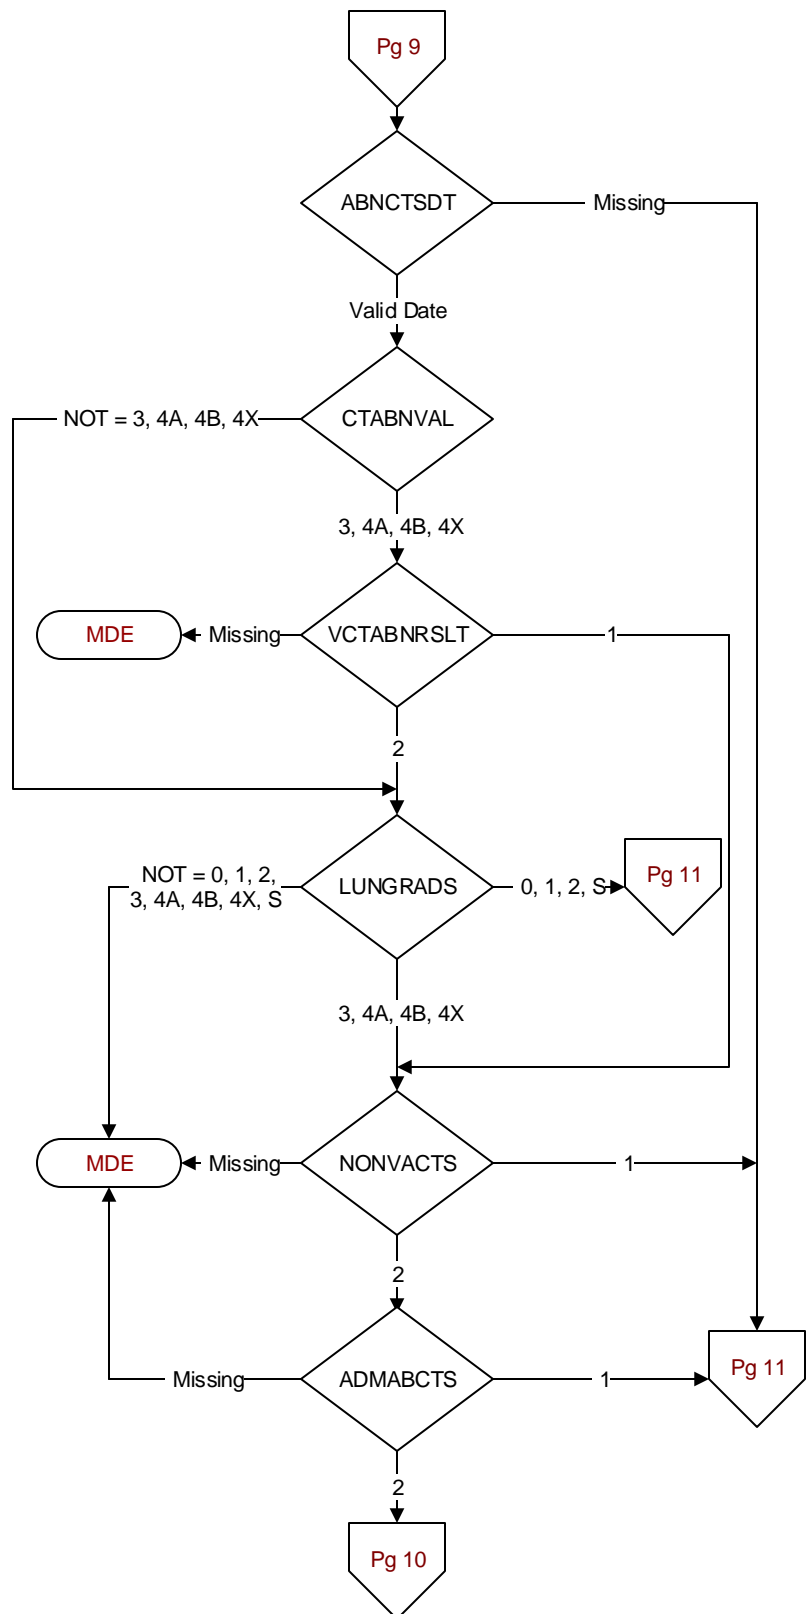 Pg 9
ABNCTSDT
Missing
Valid Date
NOT = 3, 4A, 4B, 4X
CTABNVAL
3, 4A, 4B, 4X
MDE
Missing
VCTABNRSLT
1
2
NOT = 0, 1, 2,
3, 4A, 4B, 4X, S
LUNGRADS
0, 1, 2, S
Pg 11
3, 4A, 4B, 4X
MDE
Missing
NONVACTS
1
2
Missing
ADMABCTS
1
Pg 11
2
Pg 10